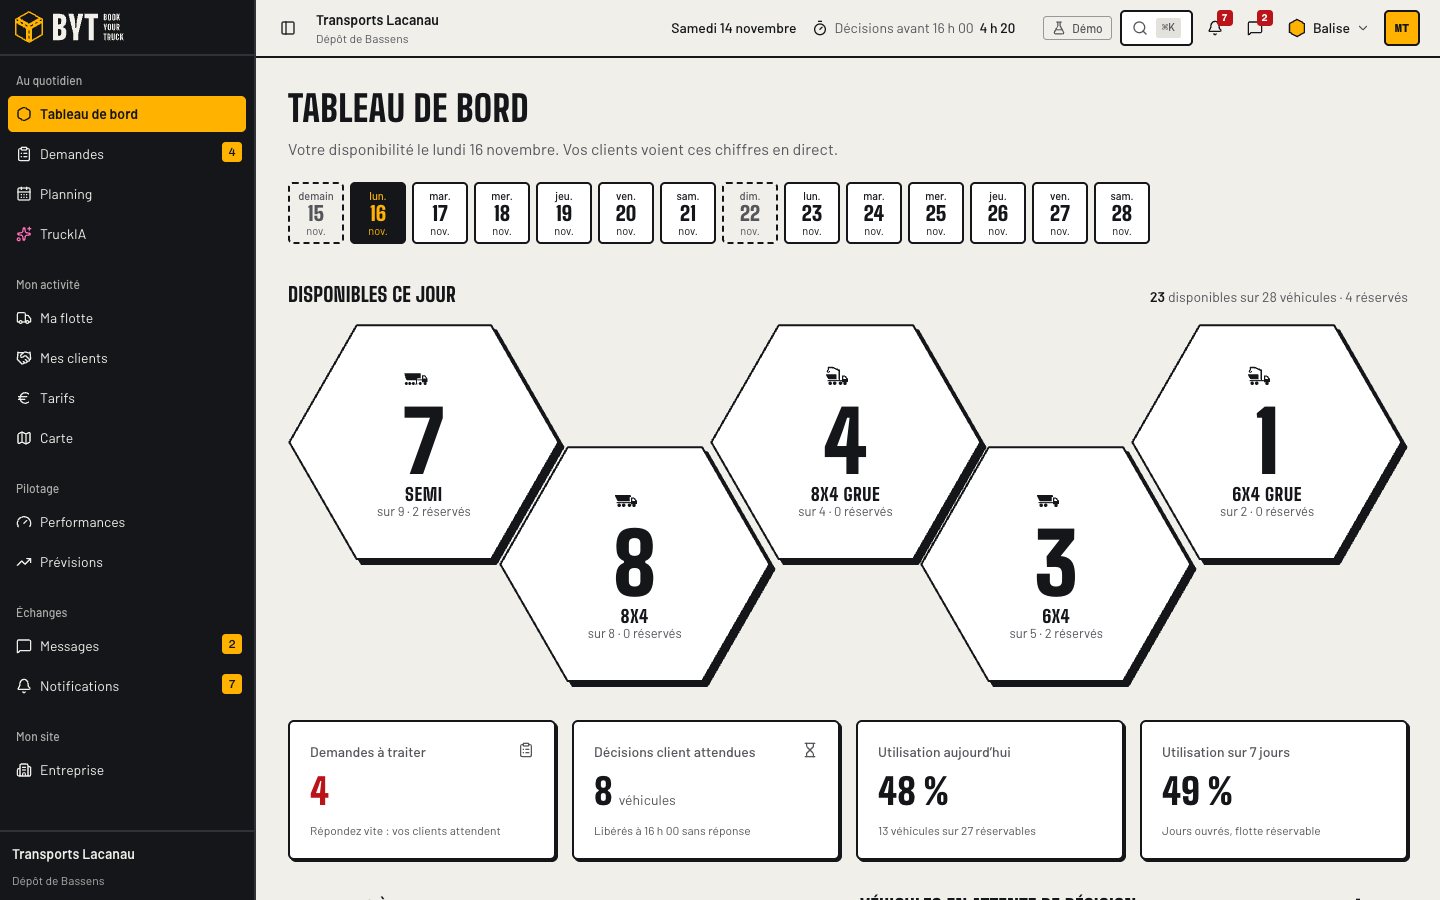 BYT BOOK YOUR TRUCK
Transports Lacanau
Dépôt de Bassens
Samedi 14 novembre
Décisions avant 16 h 00 4 h 20
Démo
⌘K
7
2
Balise
MT
Au quotidien
Tableau de bord
Demandes 4
Planning
TruckIA
Mon activité
Ma flotte
Mes clients
Tarifs
Carte
Pilotage
Performances
Prévisions
Échanges
Messages 2
Notifications 7
Mon site
Entreprise
Transports Lacanau
Dépôt de Bassens
TABLEAU DE BORD
Votre disponibilité le lundi 16 novembre. Vos clients voient ces chiffres en direct.
demain 15 nov.
lun. 16 nov.
mar. 17 nov.
mer. 18 nov.
jeu. 19 nov.
ven. 20 nov.
sam. 21 nov.
dim. 22 nov.
lun. 23 nov.
mar. 24 nov.
mer. 25 nov.
jeu. 26 nov.
ven. 27 nov.
sam. 28 nov.
DISPONIBLES CE JOUR
23 disponibles sur 28 véhicules · 4 réservés
7
SEMI
sur 9 · 2 réservés
8
8X4
sur 8 · 0 réservés
4
8X4 GRUE
sur 4 · 0 réservés
3
6X4
sur 5 · 2 réservés
1
6X4 GRUE
sur 2 · 0 réservés
Demandes à traiter
4
Répondez vite : vos clients attendent
Décisions client attendues
8 véhicules
Libérés à 16 h 00 sans réponse
Utilisation aujourd'hui
48 %
13 véhicules sur 27 réservables
Utilisation sur 7 jours
49 %
Jours ouvrés, flotte réservable
VÉHICULES EN ATTENTE DE DÉCISION